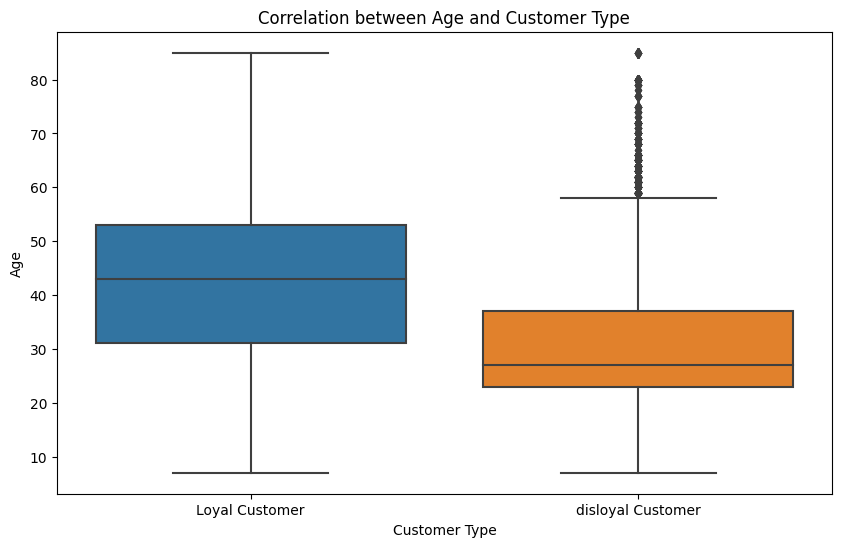 Correlation between Age and Customer Type
80
70
60
50
40
30
20
10
Age
Loyal Customer
disloyal Customer
Customer Type